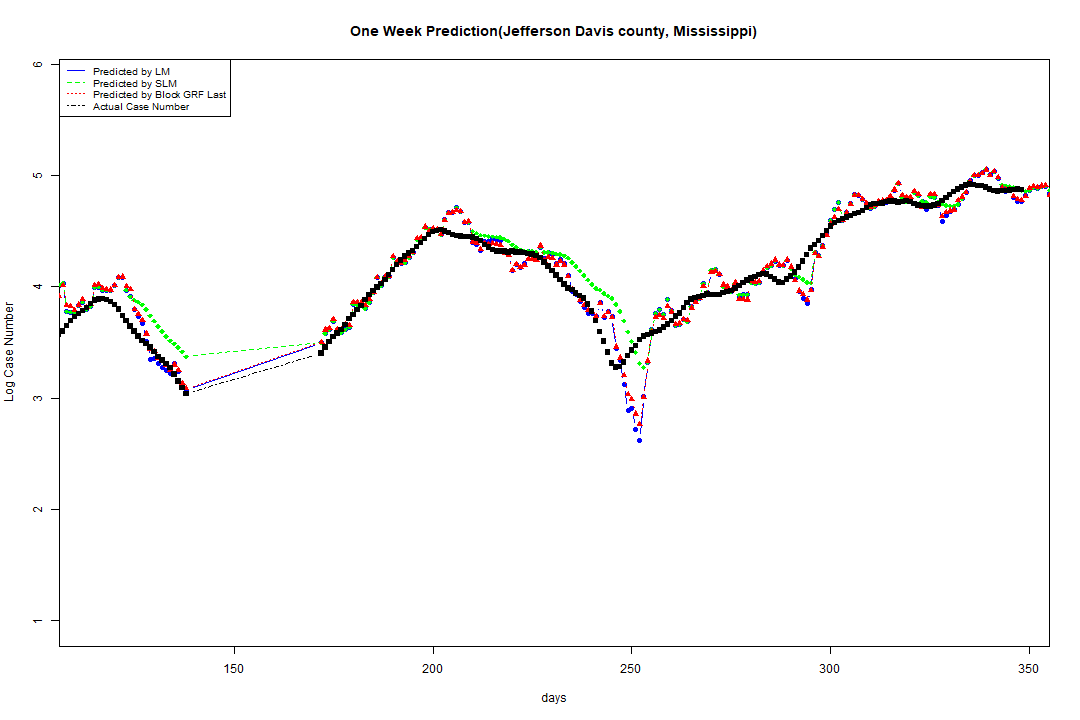 One Week Prediction(Jefferson Davis county, Mississippi)
Predicted by LM
Predicted by SLM
Predicted by Block GRF Last
Actual Case Number
6
5
4
3
2
1
Log Case Number
150
200
250
300
350
days